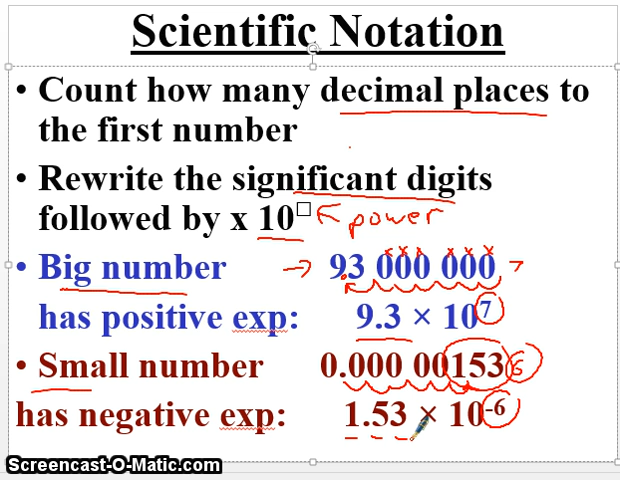 Scientific Notation
• Count how many decimal places to
the first number
• Rewrite the significant digits
followed by x 10□ ← power
• Big number → 93 000 000 7
has positive exp: 9.3 × 10⁷
• Small number 0.000 00153 6
has negative exp: 1.53 × 10⁻⁶
Screencast-O-Matic.com